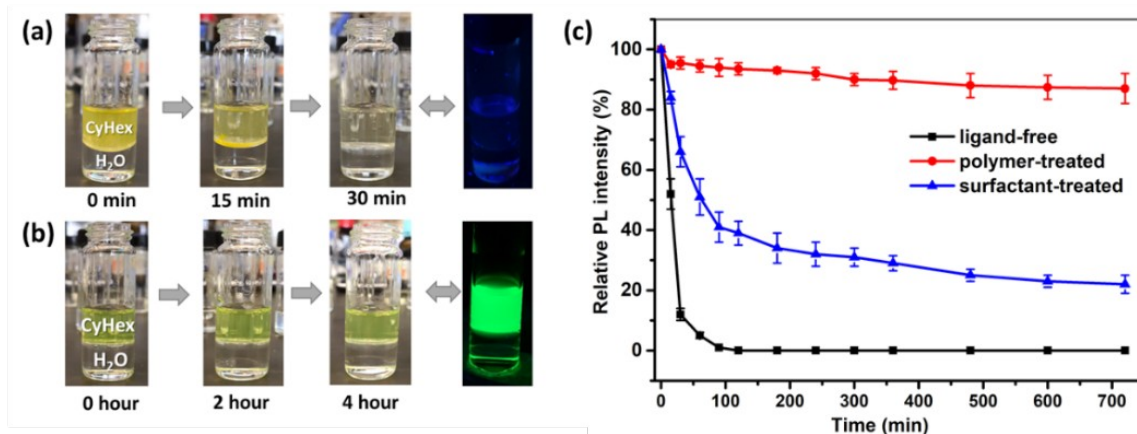 (a)
CyHex
H₂O
0 min
15 min
30 min
(b)
CyHex
H₂O
0 hour
2 hour
4 hour
(c)
Relative PL intensity (%)
100
80
60
40
20
0
ligand-free
polymer-treated
surfactant-treated
0 100 200 300 400 500 600 700
Time (min)